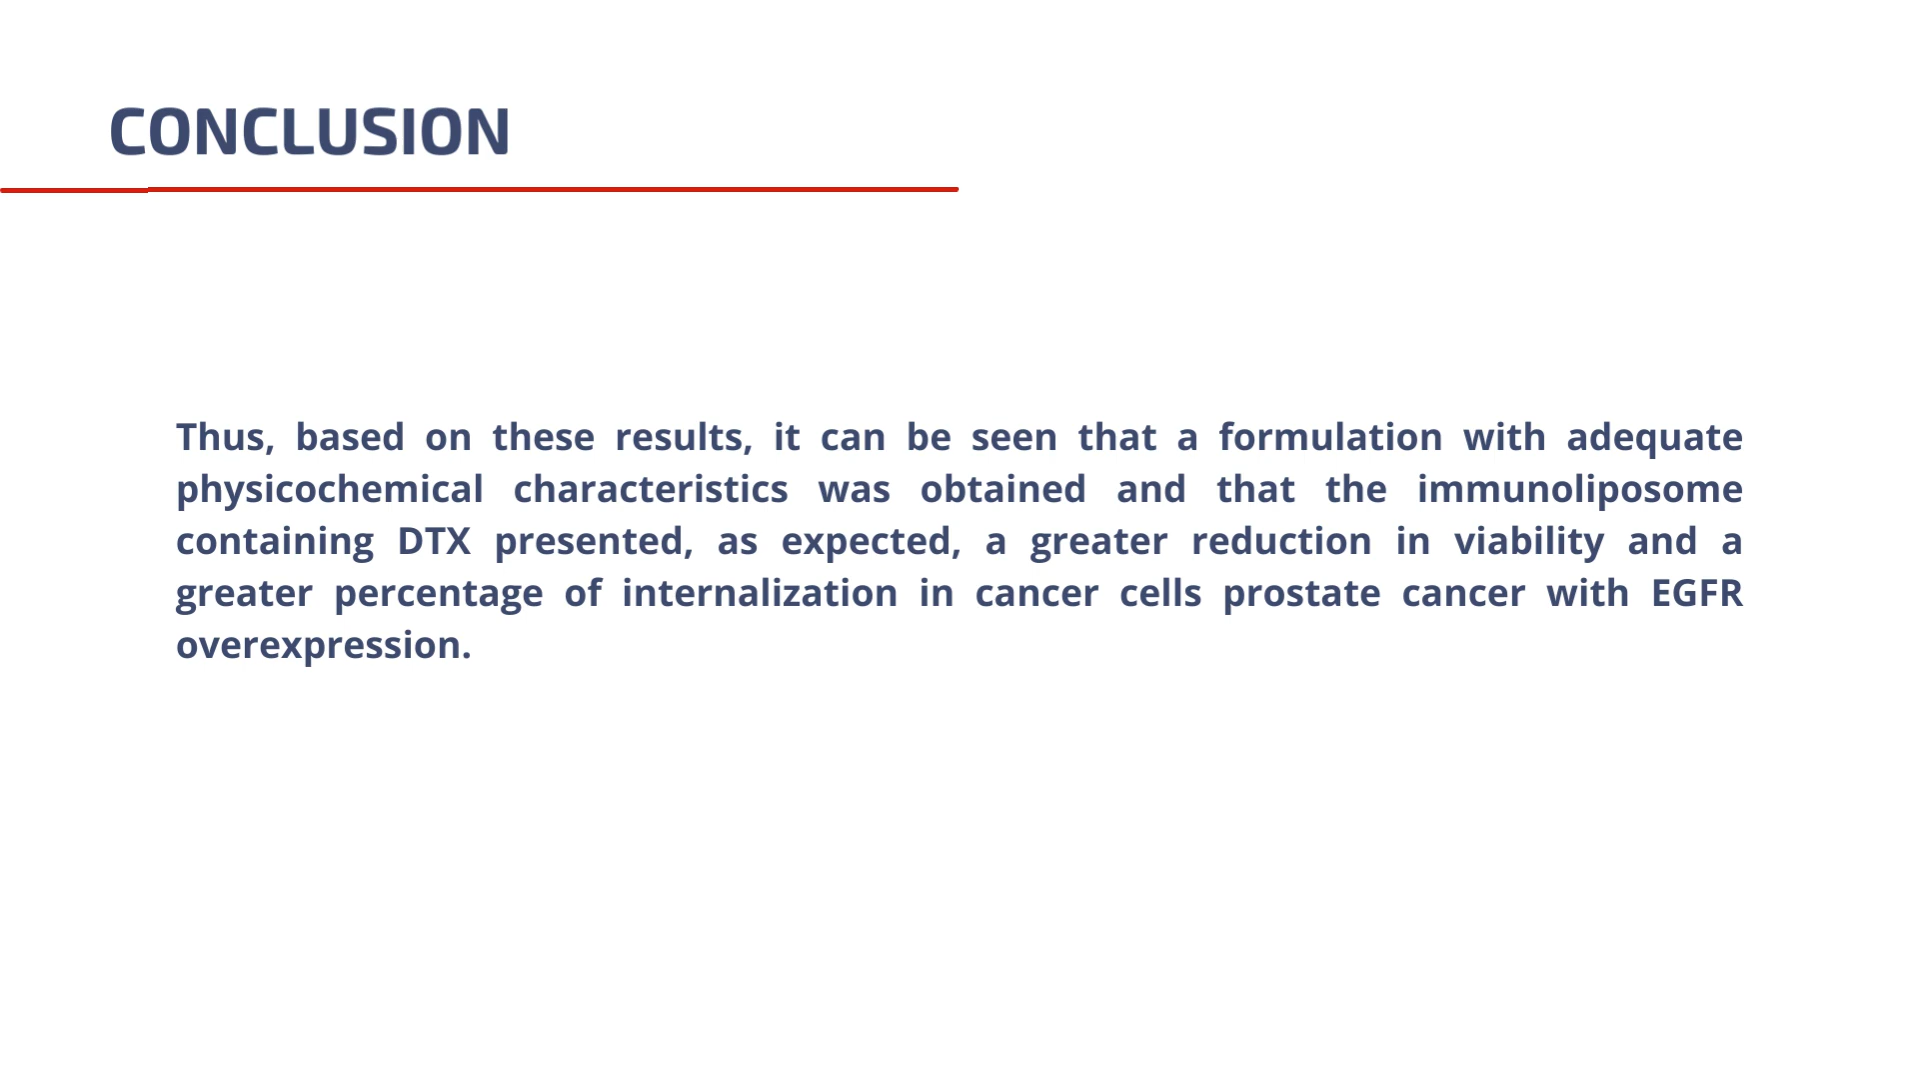 CONCLUSION
Thus, based on these results, it can be seen that a formulation with adequate
physicochemical characteristics was obtained and that the immunoliposome
containing DTX presented, as expected, a greater reduction in viability and a
greater percentage of internalization in cancer cells prostate cancer with EGFR
overexpression.